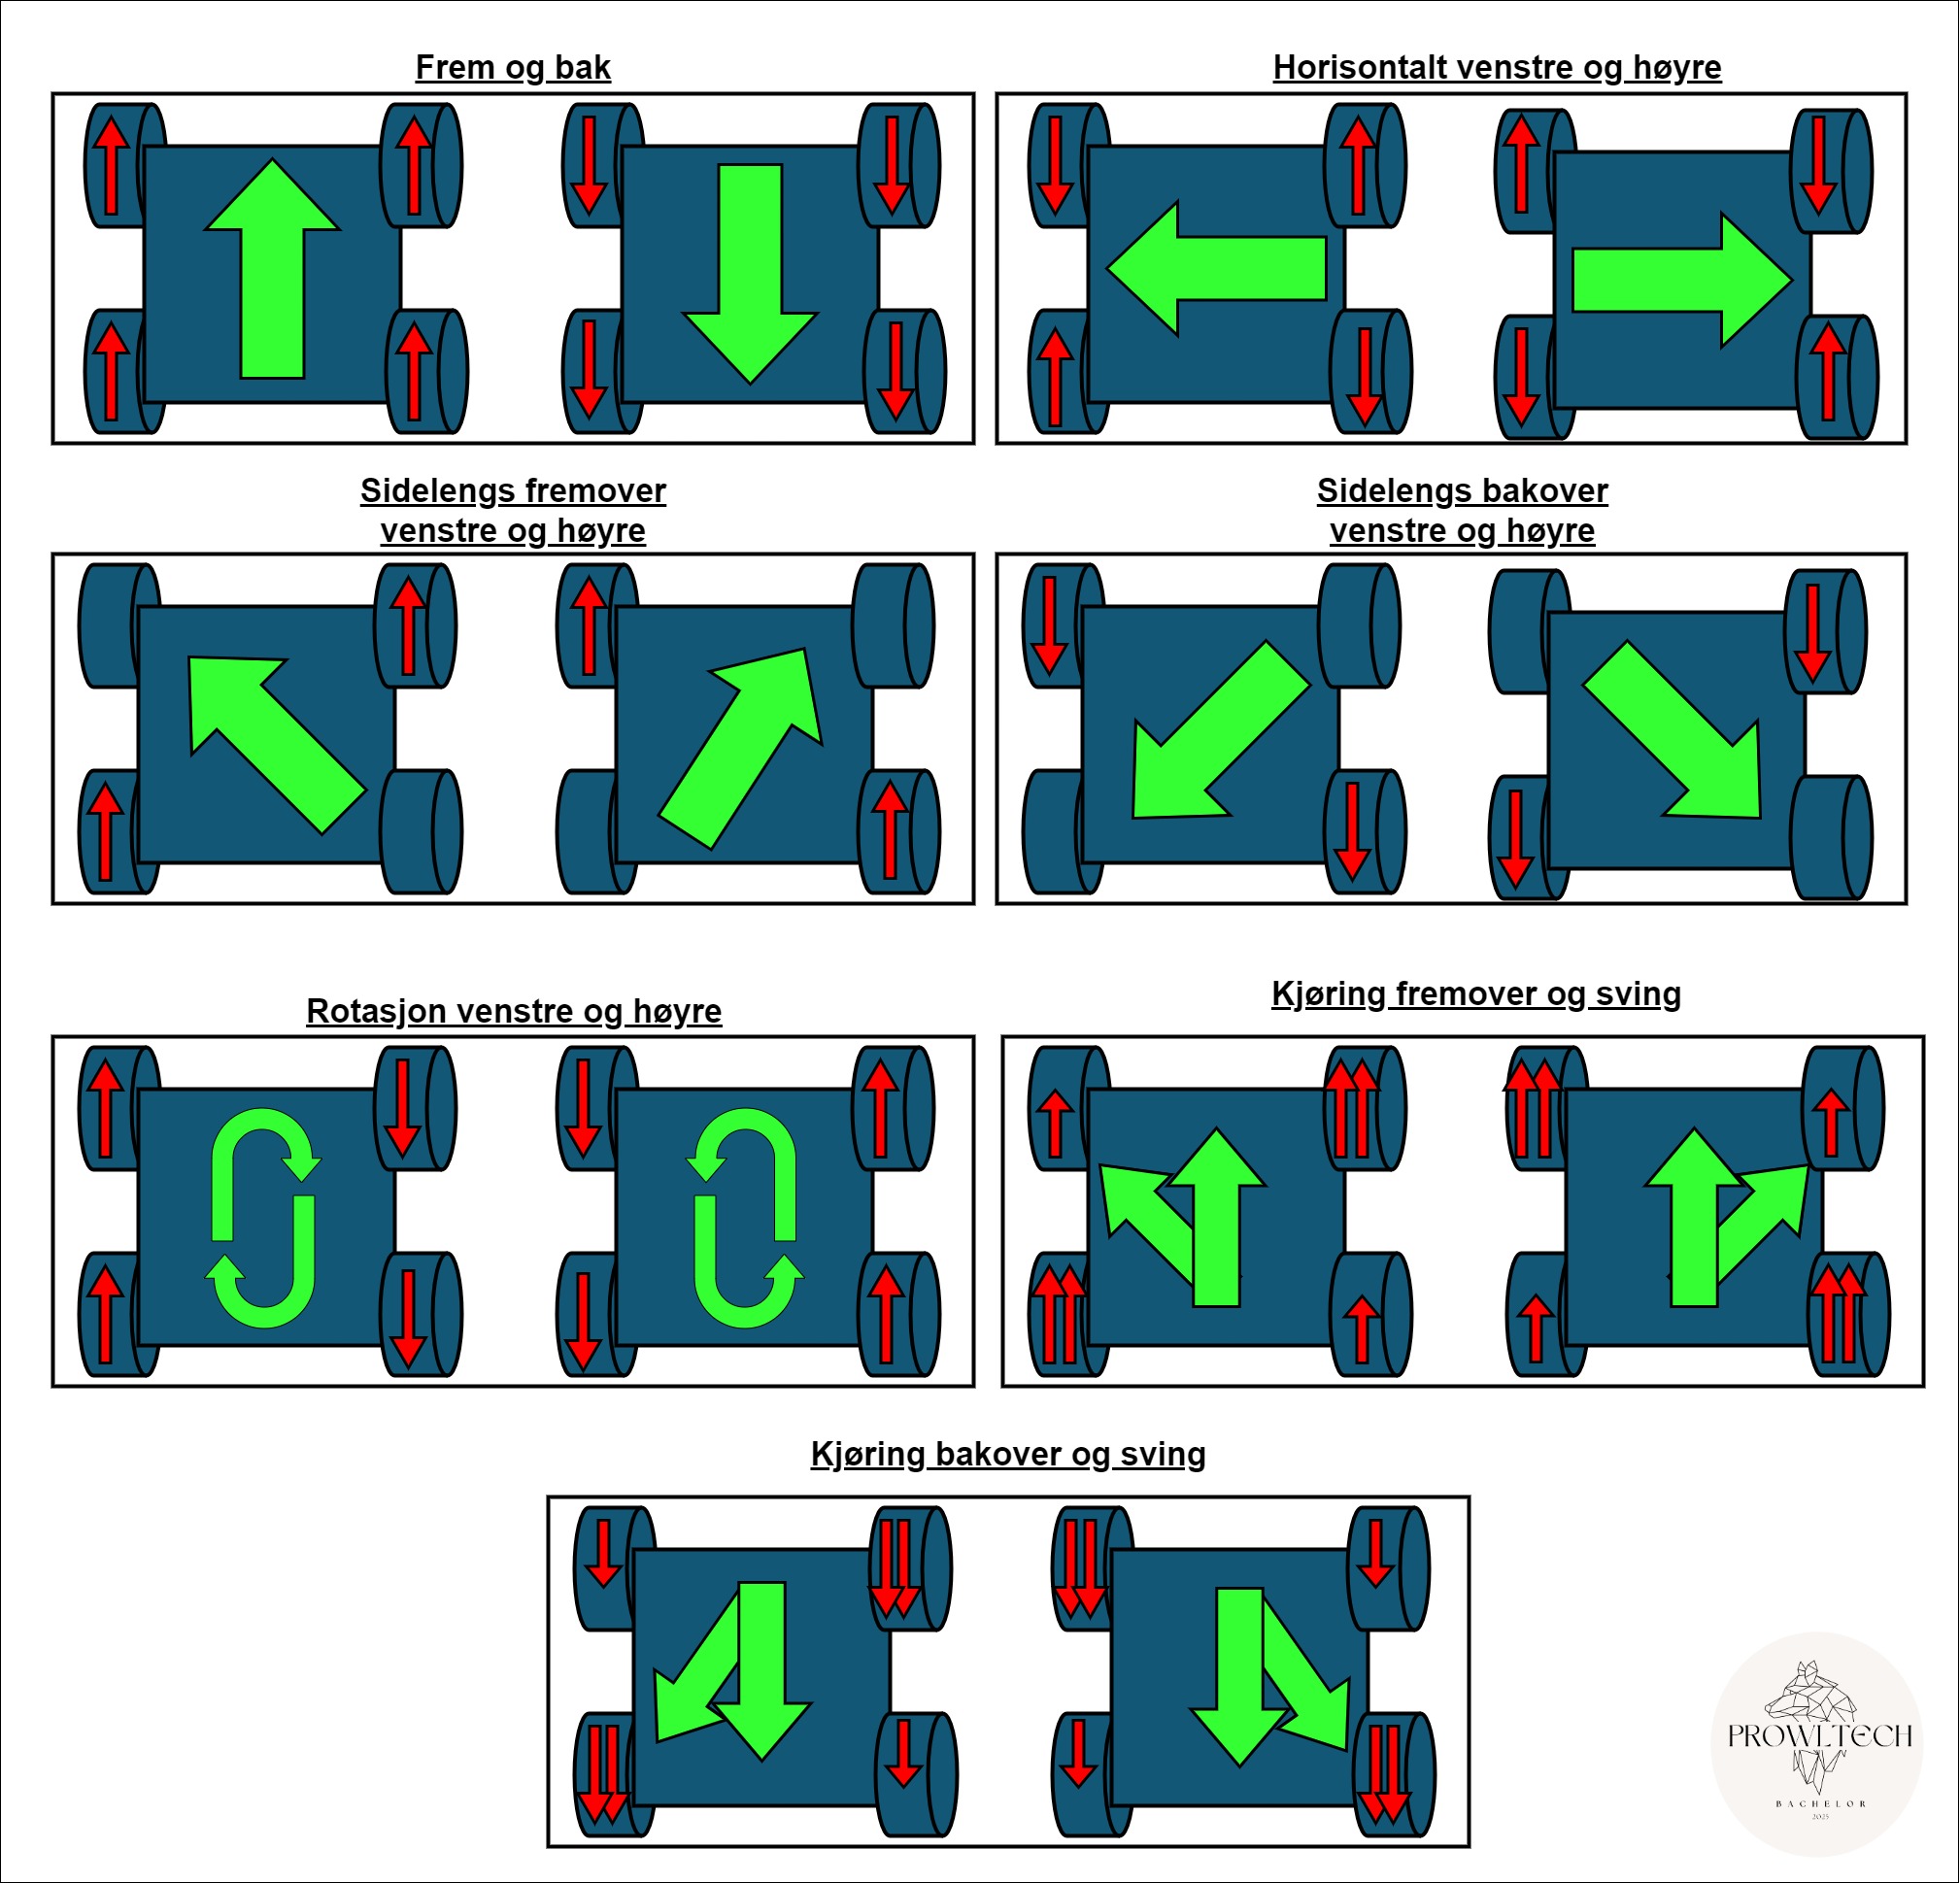 Frem og bak
Horisontalt venstre og høyre
Sidelengs fremover
venstre og høyre
Sidelengs bakover
venstre og høyre
Rotasjon venstre og høyre
Kjøring fremover og sving
Kjøring bakover og sving
PROWLTECH
BACHELOR
2025